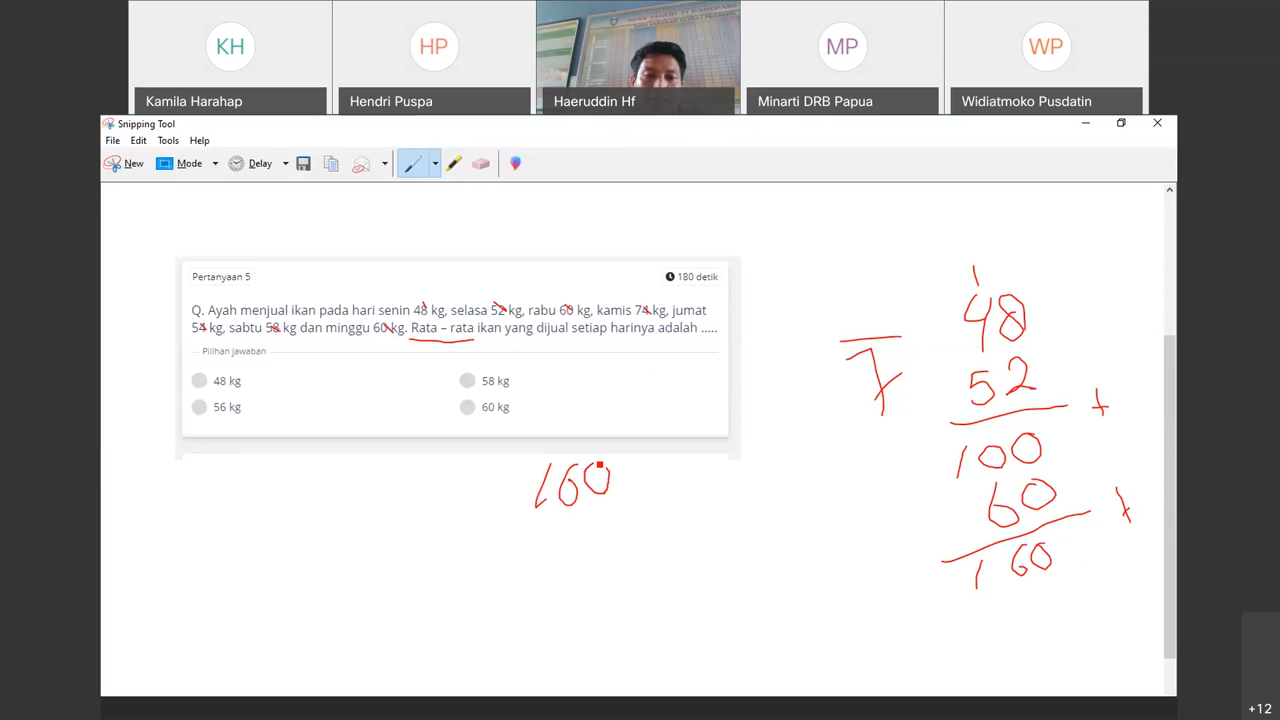 KH
HP
MP
WP
Kamila Harahap
Hendri Puspa
Haeruddin Hf
Minarti DRB Papua
Widiatmoko Pusdatin
Snipping Tool
File Edit Tools Help
New Mode Delay
Pertanyaan 5
180 detik
Q. Ayah menjual ikan pada hari senin 48 kg, selasa 52 kg, rabu 60 kg, kamis 74 kg, jumat
54 kg, sabtu 58 kg dan minggu 60 kg. Rata – rata ikan yang dijual setiap harinya adalah .....
Pilihan jawaban
48 kg
58 kg
56 kg
60 kg
160
7
1
48
52 +
100
60 +
160
+12